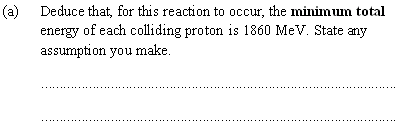 (a) Deduce that, for this reaction to occur, the minimum total
energy of each colliding proton is 1860 MeV. State any
assumption you make.